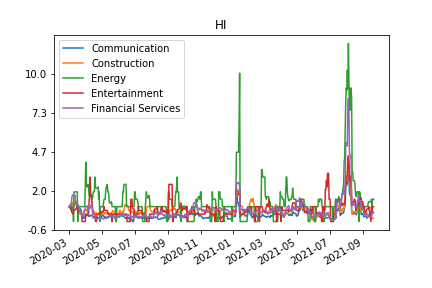 HI
Communication
Construction
Energy
Entertainment
Financial Services
10.0
7.3
4.7
2.0
-0.6
2020-03
2020-05
2020-07
2020-09
2020-11
2021-01
2021-03
2021-05
2021-07
2021-09